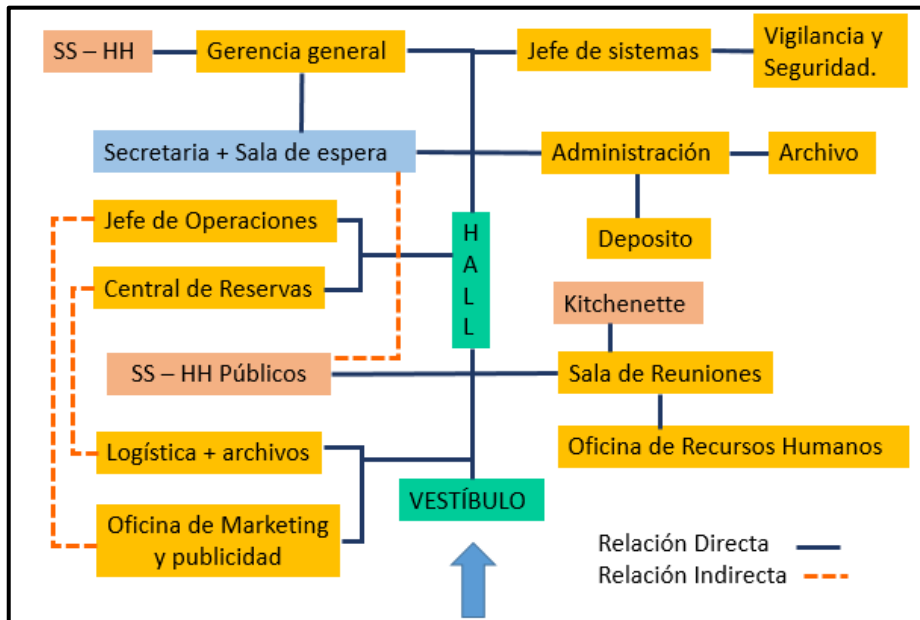 SS – HH
Gerencia general
Jefe de sistemas
Vigilancia y
Seguridad.
Secretaria + Sala de espera
Administración
Archivo
Jefe de Operaciones
Deposito
HALL
Central de Reservas
Kitchenette
SS – HH Públicos
Sala de Reuniones
Logística + archivos
Oficina de Recursos Humanos
VESTÍBULO
Oficina de Marketing
y publicidad
Relación Directa
Relación Indirecta